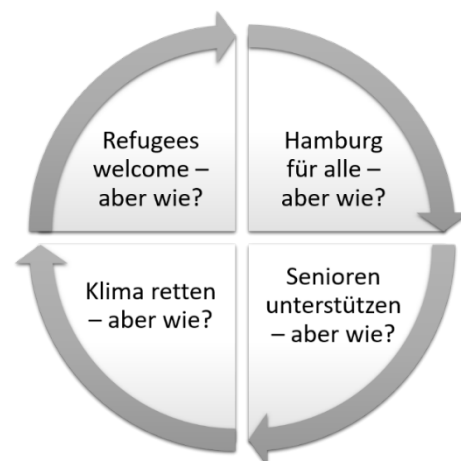 Refugees
welcome –
aber wie?
Hamburg
für alle –
aber wie?
Klima retten
– aber wie?
Senioren
unterstützen
– aber wie?